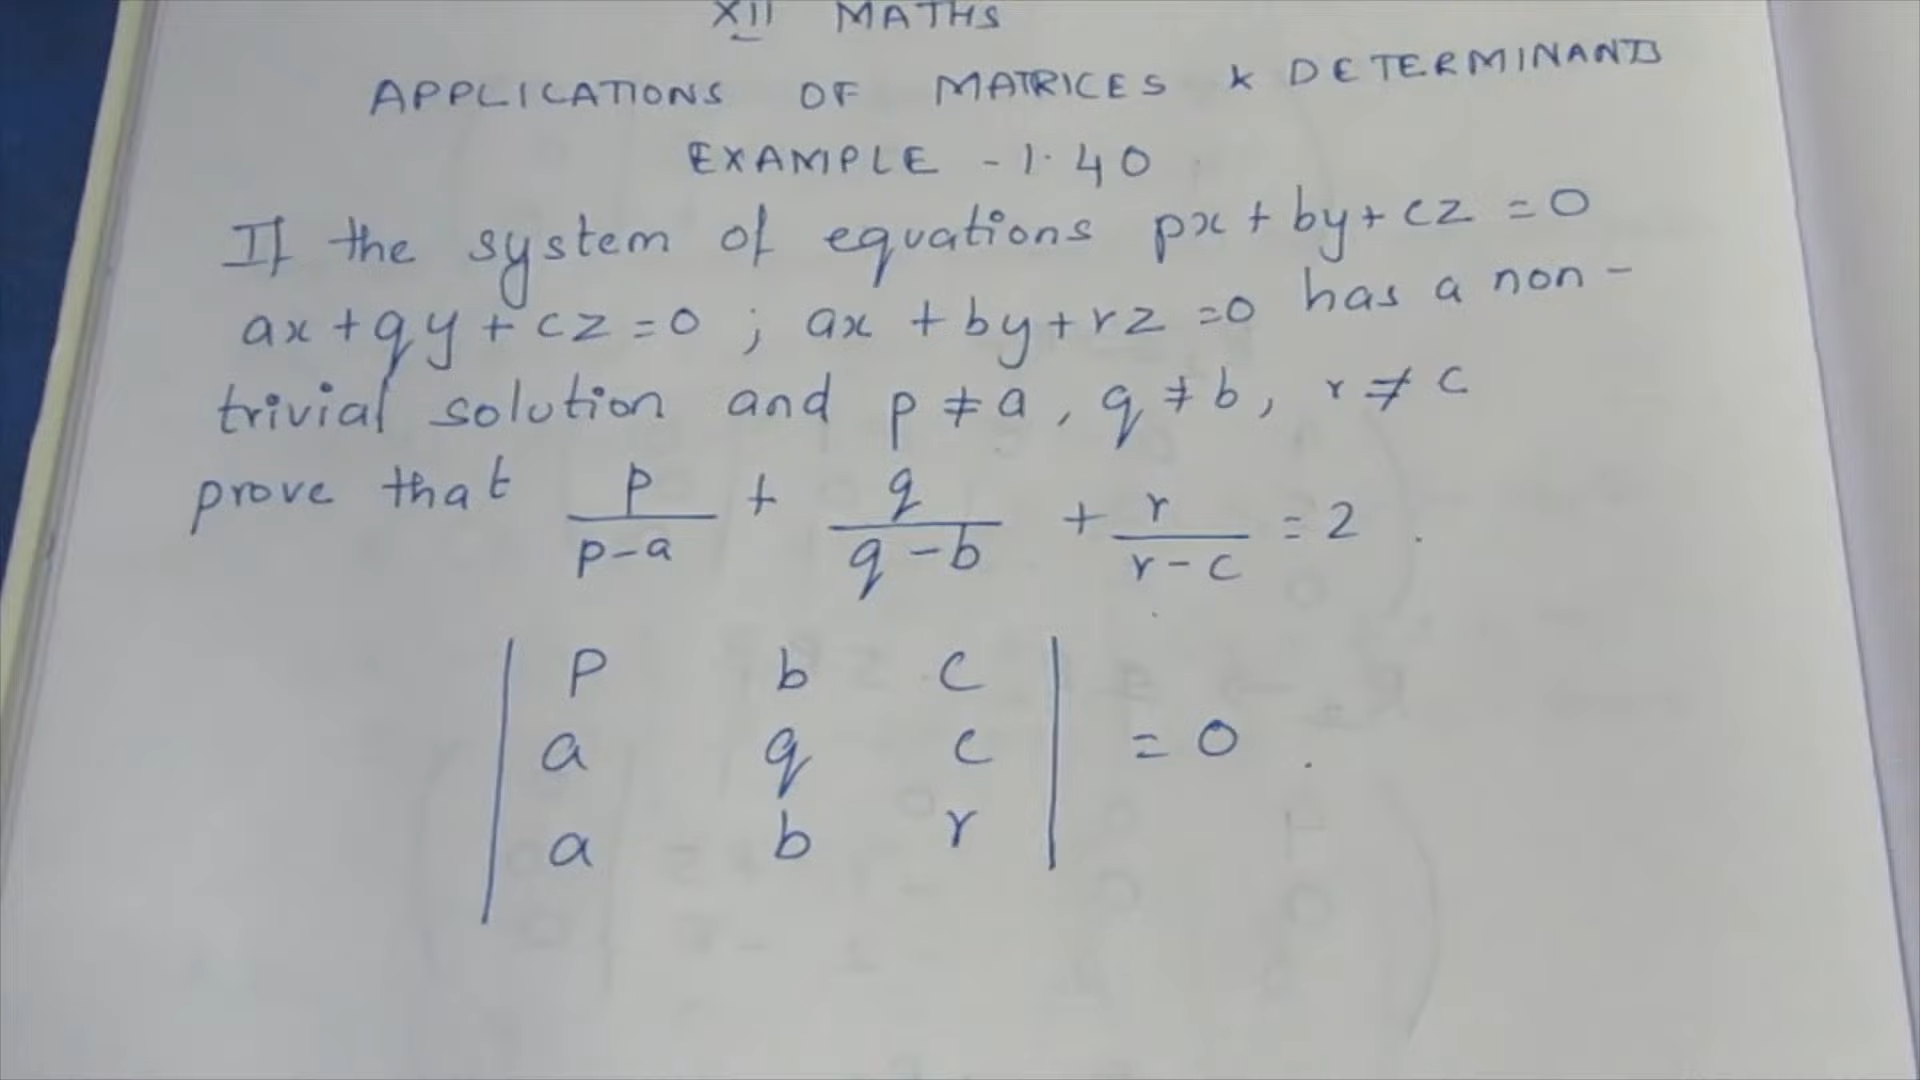 XII MATHS
APPLICATIONS OF MATRICES & DETERMINANTS
EXAMPLE - 1.40
If the system of equations px + by + cz = 0
ax + qy + cz = 0 ; ax + by + rz = 0 has a non -
trivial solution and p ≠ a, q ≠ b, r ≠ c
prove that p/(p-a) + q/(q-b) + r/(r-c) = 2.
| p b c |
| a q c | = 0.
| a b r |